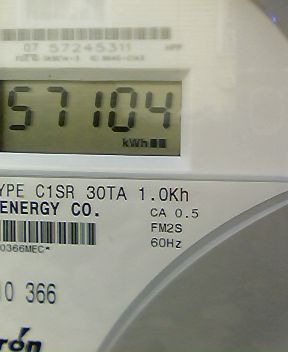 07 57245311
57104
kWh
YPE C1SR 30TA 1.0Kh
ENERGY CO.
CA 0.5
FM2S
60Hz
0366MEC*
10 366
rón